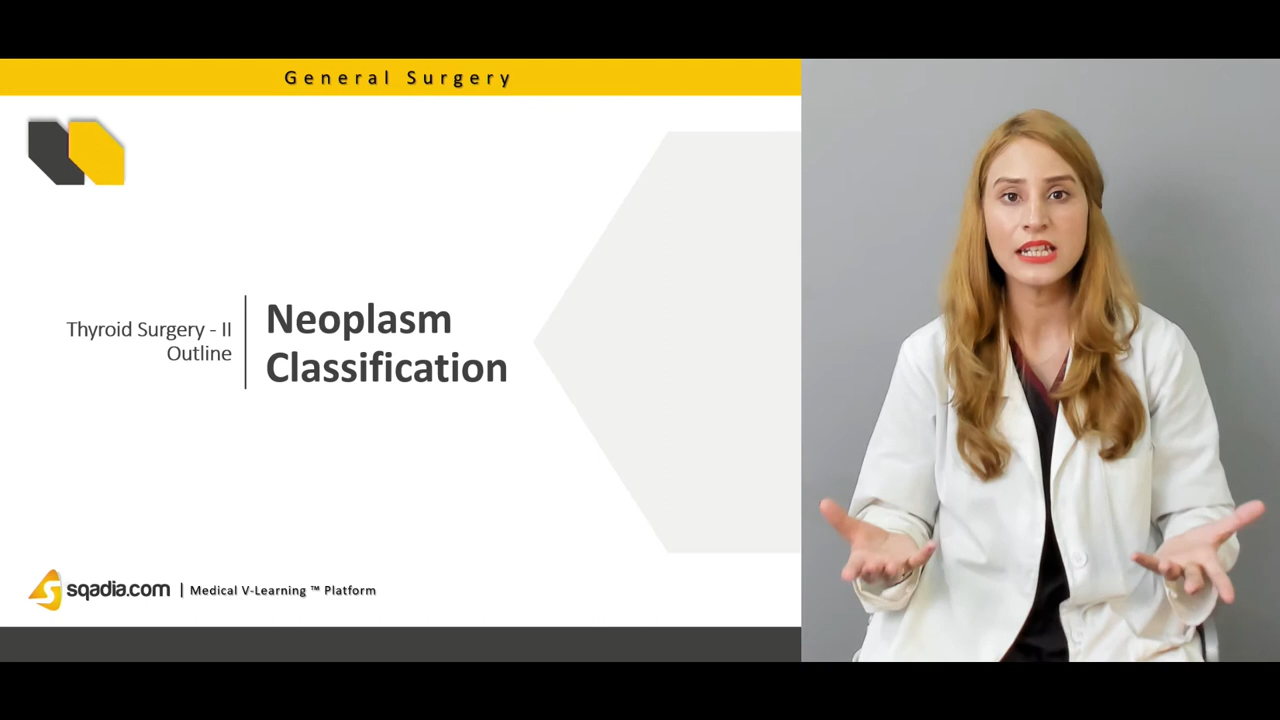 General Surgery
Thyroid Surgery - II
Outline
Neoplasm
Classification
sqadia.com | Medical V-Learning ™ Platform